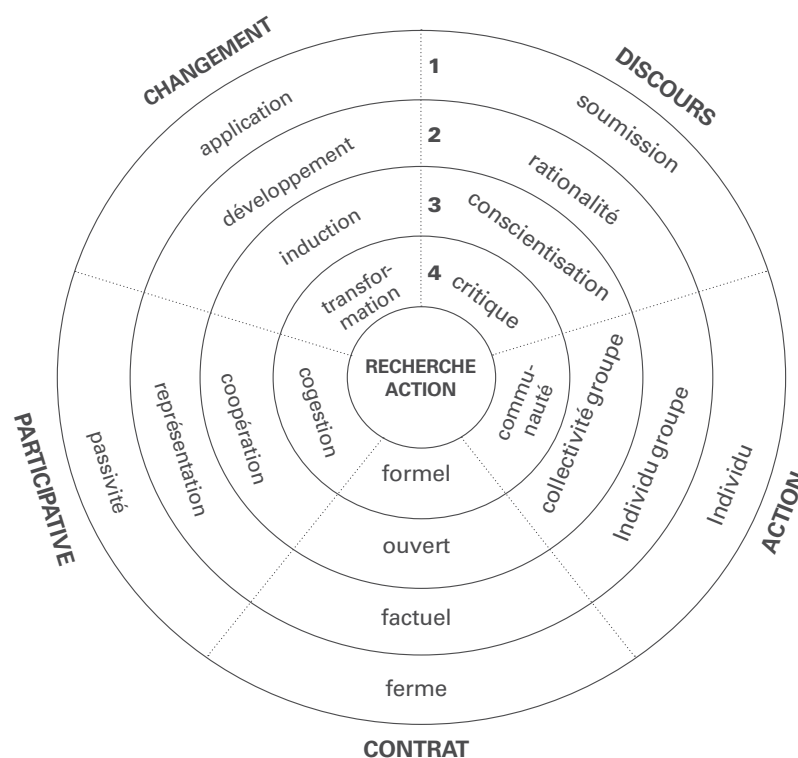 CHANGEMENT
DISCOURS
1
application
soumission
2
développement
rationalité
3
induction
conscientisation
4
transfor-
mation
critique
RECHERCHE
ACTION
PARTICIPATIVE
passivité
représentation
coopération
cogestion
commu-
nauté
collectivité groupe
Individu groupe
Individu
ACTION
formel
ouvert
factuel
ferme
CONTRAT